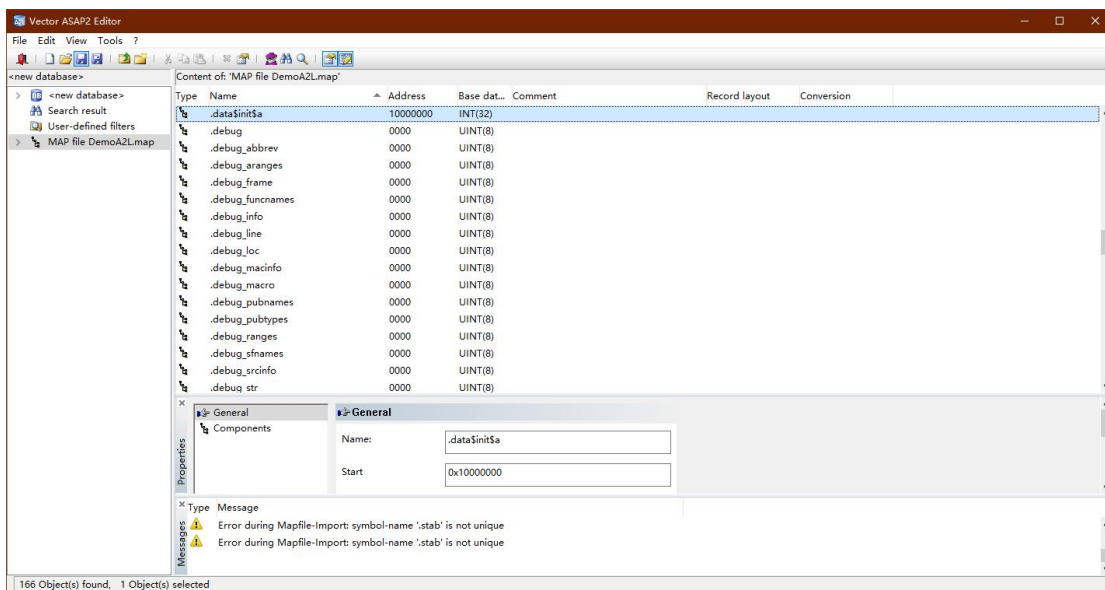 Vector ASAP2 Editor
File Edit View Tools ?
<new database>
Content of: 'MAP file DemoA2L.map'
<new database>
Search result
User-defined filters
MAP file DemoA2L.map
Type Name Address Base dat... Comment Record layout Conversion
.data$init$a 10000000 INT(32)
.debug 0000 UINT(8)
.debug_abbrev 0000 UINT(8)
.debug_aranges 0000 UINT(8)
.debug_frame 0000 UINT(8)
.debug_funcnames 0000 UINT(8)
.debug_info 0000 UINT(8)
.debug_line 0000 UINT(8)
.debug_loc 0000 UINT(8)
.debug_macinfo 0000 UINT(8)
.debug_macro 0000 UINT(8)
.debug_pubnames 0000 UINT(8)
.debug_pubtypes 0000 UINT(8)
.debug_ranges 0000 UINT(8)
.debug_sfnames 0000 UINT(8)
.debug_srcinfo 0000 UINT(8)
.debug_str 0000 UINT(8)
Properties
General
Components
General
Name: .data$init$a
Start 0x10000000
Messages
Type Message
Error during Mapfile-Import: symbol-name '.stab' is not unique
Error during Mapfile-Import: symbol-name '.stab' is not unique
166 Object(s) found, 1 Object(s) selected